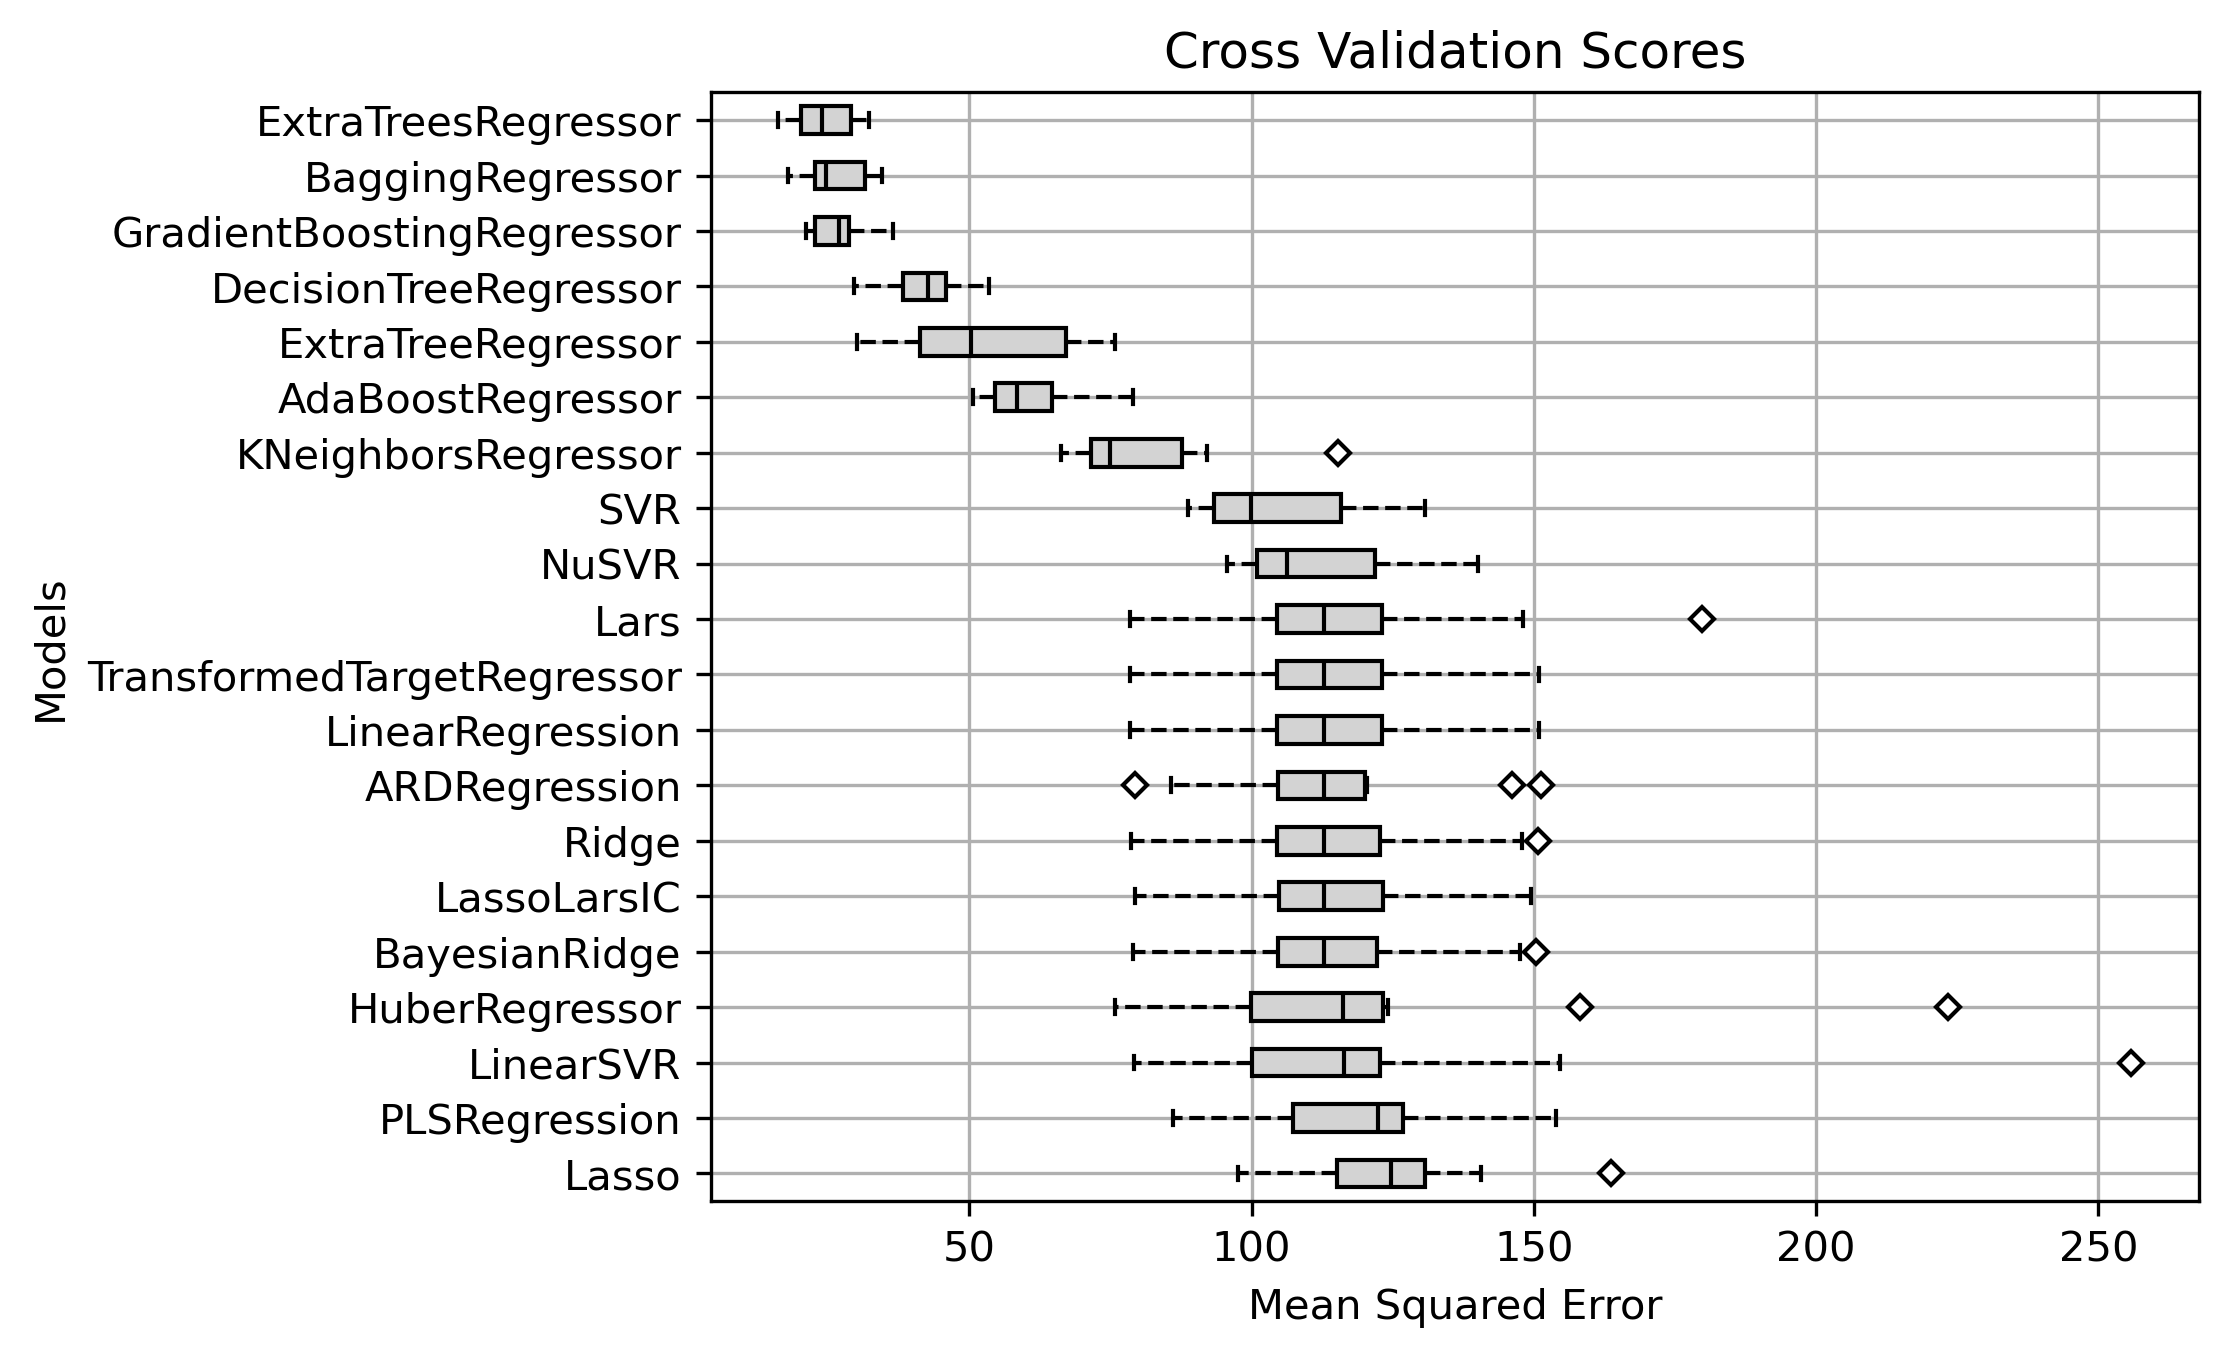 Cross Validation Scores
ExtraTreesRegressor
BaggingRegressor
GradientBoostingRegressor
DecisionTreeRegressor
ExtraTreeRegressor
AdaBoostRegressor
KNeighborsRegressor
SVR
NuSVR
Lars
TransformedTargetRegressor
LinearRegression
ARDRegression
Ridge
LassoLarsIC
BayesianRidge
HuberRegressor
LinearSVR
PLSRegression
Lasso
Models
50 100 150 200 250
Mean Squared Error